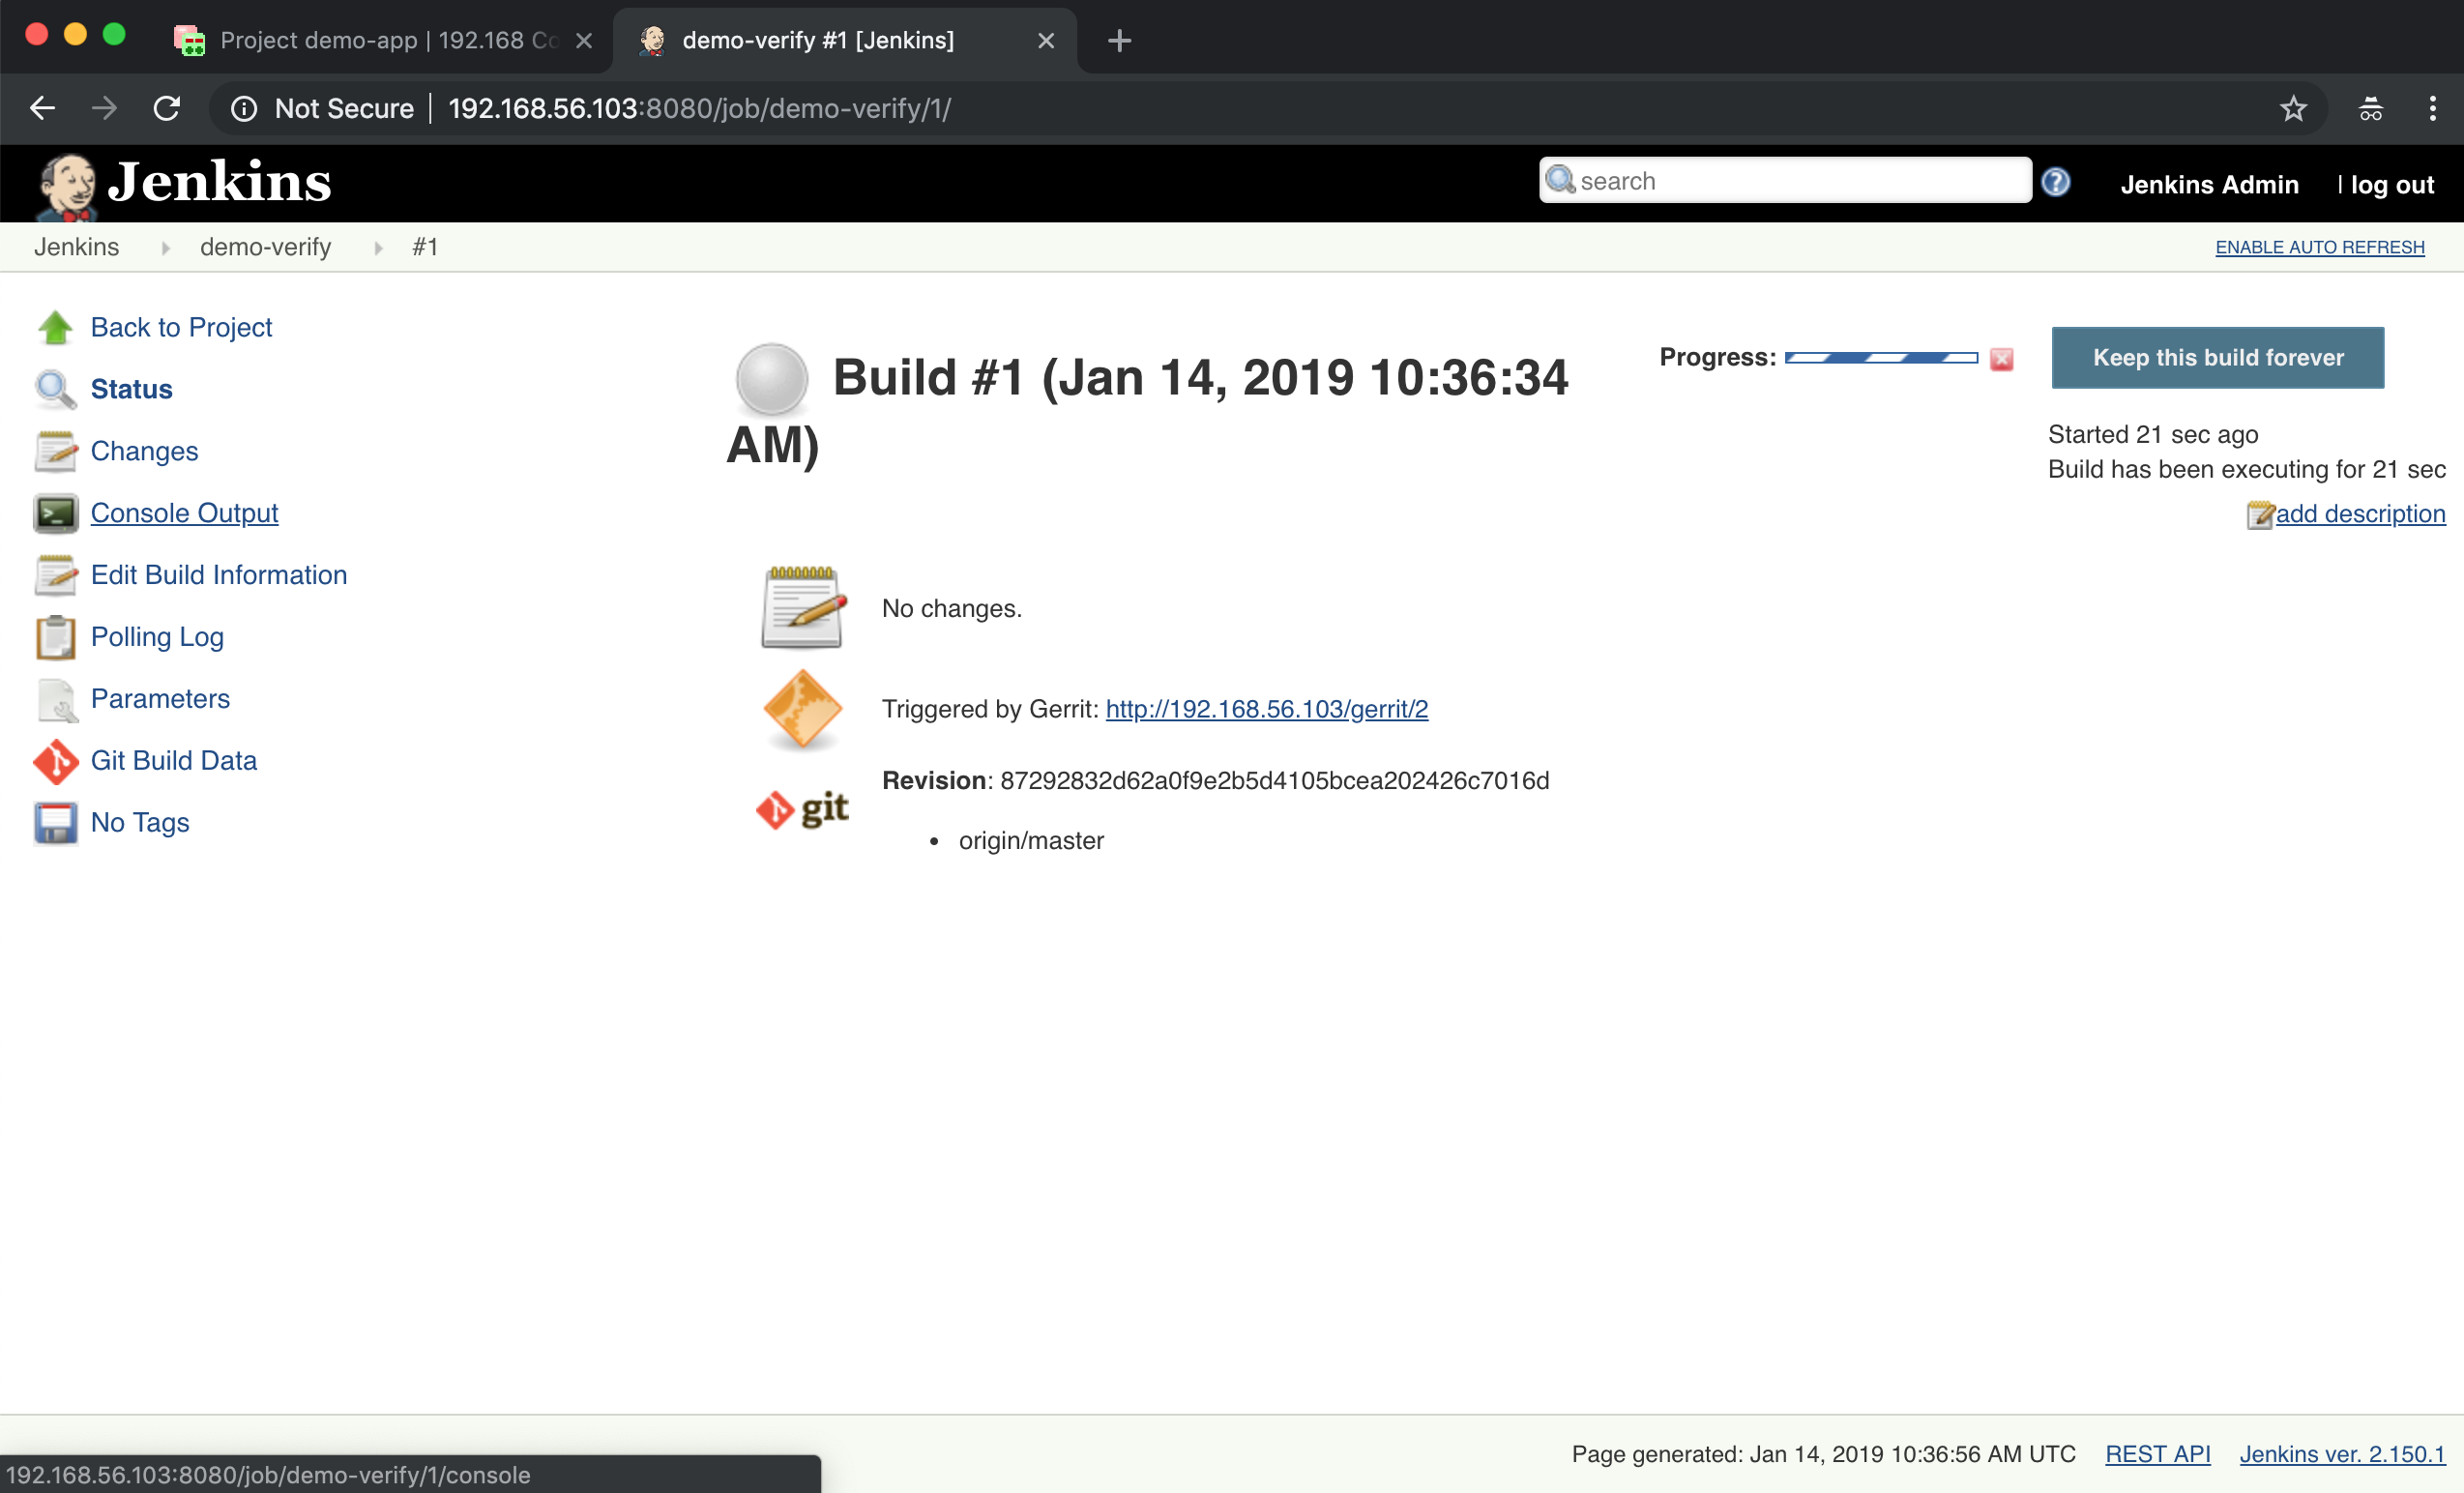 Project demo-app | 192.168 Co
demo-verify #1 [Jenkins]
Not Secure | 192.168.56.103:8080/job/demo-verify/1/
Jenkins
search
Jenkins Admin | log out
Jenkins demo-verify #1
ENABLE AUTO REFRESH
Back to Project
Status
Changes
Console Output
Edit Build Information
Polling Log
Parameters
Git Build Data
No Tags
Build #1 (Jan 14, 2019 10:36:34
AM)
Progress:
Keep this build forever
Started 21 sec ago
Build has been executing for 21 sec
add description
No changes.
Triggered by Gerrit: http://192.168.56.103/gerrit/2
git
Revision: 87292832d62a0f9e2b5d4105bcea202426c7016d
• origin/master
Page generated: Jan 14, 2019 10:36:56 AM UTC REST API Jenkins ver. 2.150.1
192.168.56.103:8080/job/demo-verify/1/console